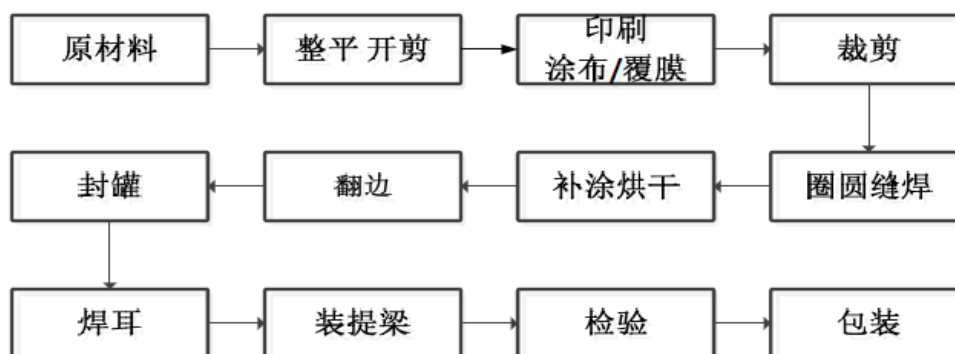 原材料
整平 开剪
印刷
涂布/覆膜
裁剪
圈圆缝焊
补涂烘干
翻边
封罐
焊耳
装提梁
检验
包装